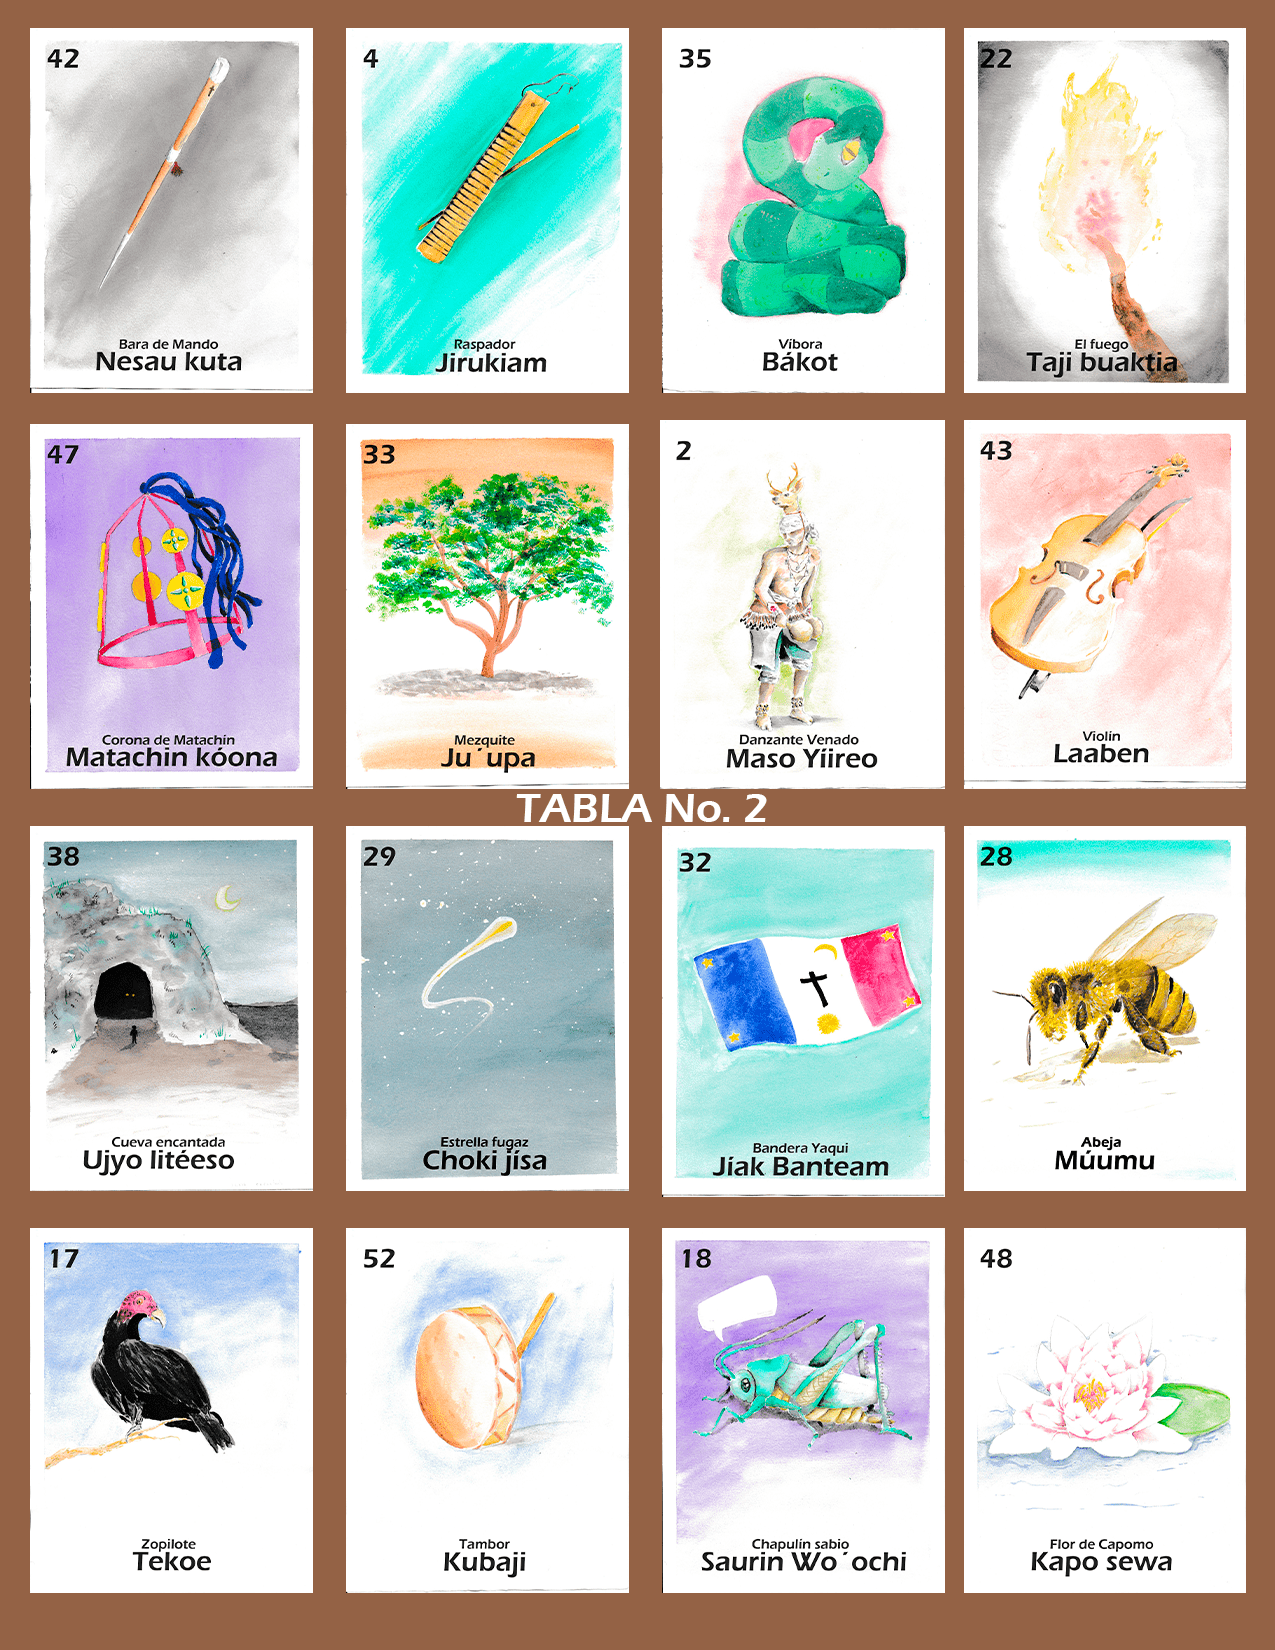 42
Bara de Mando
Nesau kuta
4
Raspador
Jirukiam
35
Víbora
Bákot
22
El fuego
Taji buaktia
47
Corona de Matachin
Matachin kóona
33
Mezquite
Ju´upa
2
Danzante Venado
Maso Yíireo
43
Violín
Laaben
TABLA No. 2
38
Cueva encantada
Ujyo litéeso
29
Estrella fugaz
Choki jísa
32
Bandera Yaqui
Jíak Banteam
28
Abeja
Múumu
17
Zopilote
Tekoe
52
Tambor
Kubaji
18
Chapulín sabio
Saurin Wo´ochi
48
Flor de Capomo
Kapo sewa